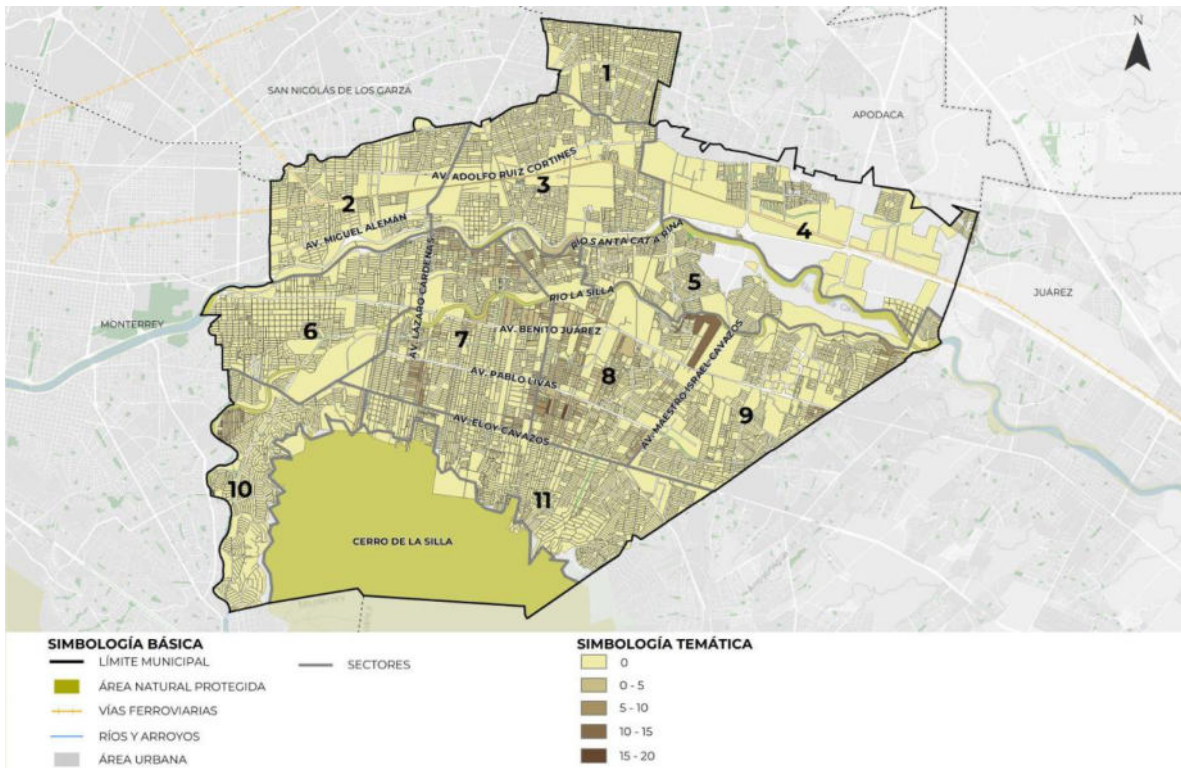 N
1
SAN NICOLÁS DE LOS GARZA
APODACA
AV. ADOLFO RUIZ CORTINES
3
2
AV. MIGUEL ALEMÁN
RÍO SANTA CATARINA
4
AV. LÁZARO CÁRDENAS
5
JUÁREZ
RIO LA SILLA
MONTERREY
6
7
AV. BENITO JUÁREZ
8
AV. PABLO LIVAS
AV. MAESTRO ISRAEL CAVAZOS
9
AV. ELOY CAVAZOS
10
11
CERRO DE LA SILLA
SIMBOLOGÍA BÁSICA
LÍMITE MUNICIPAL
SECTORES
ÁREA NATURAL PROTEGIDA
VÍAS FERROVIARIAS
RÍOS Y ARROYOS
ÁREA URBANA
SIMBOLOGÍA TEMÁTICA
0
0 - 5
5 - 10
10 - 15
15 - 20